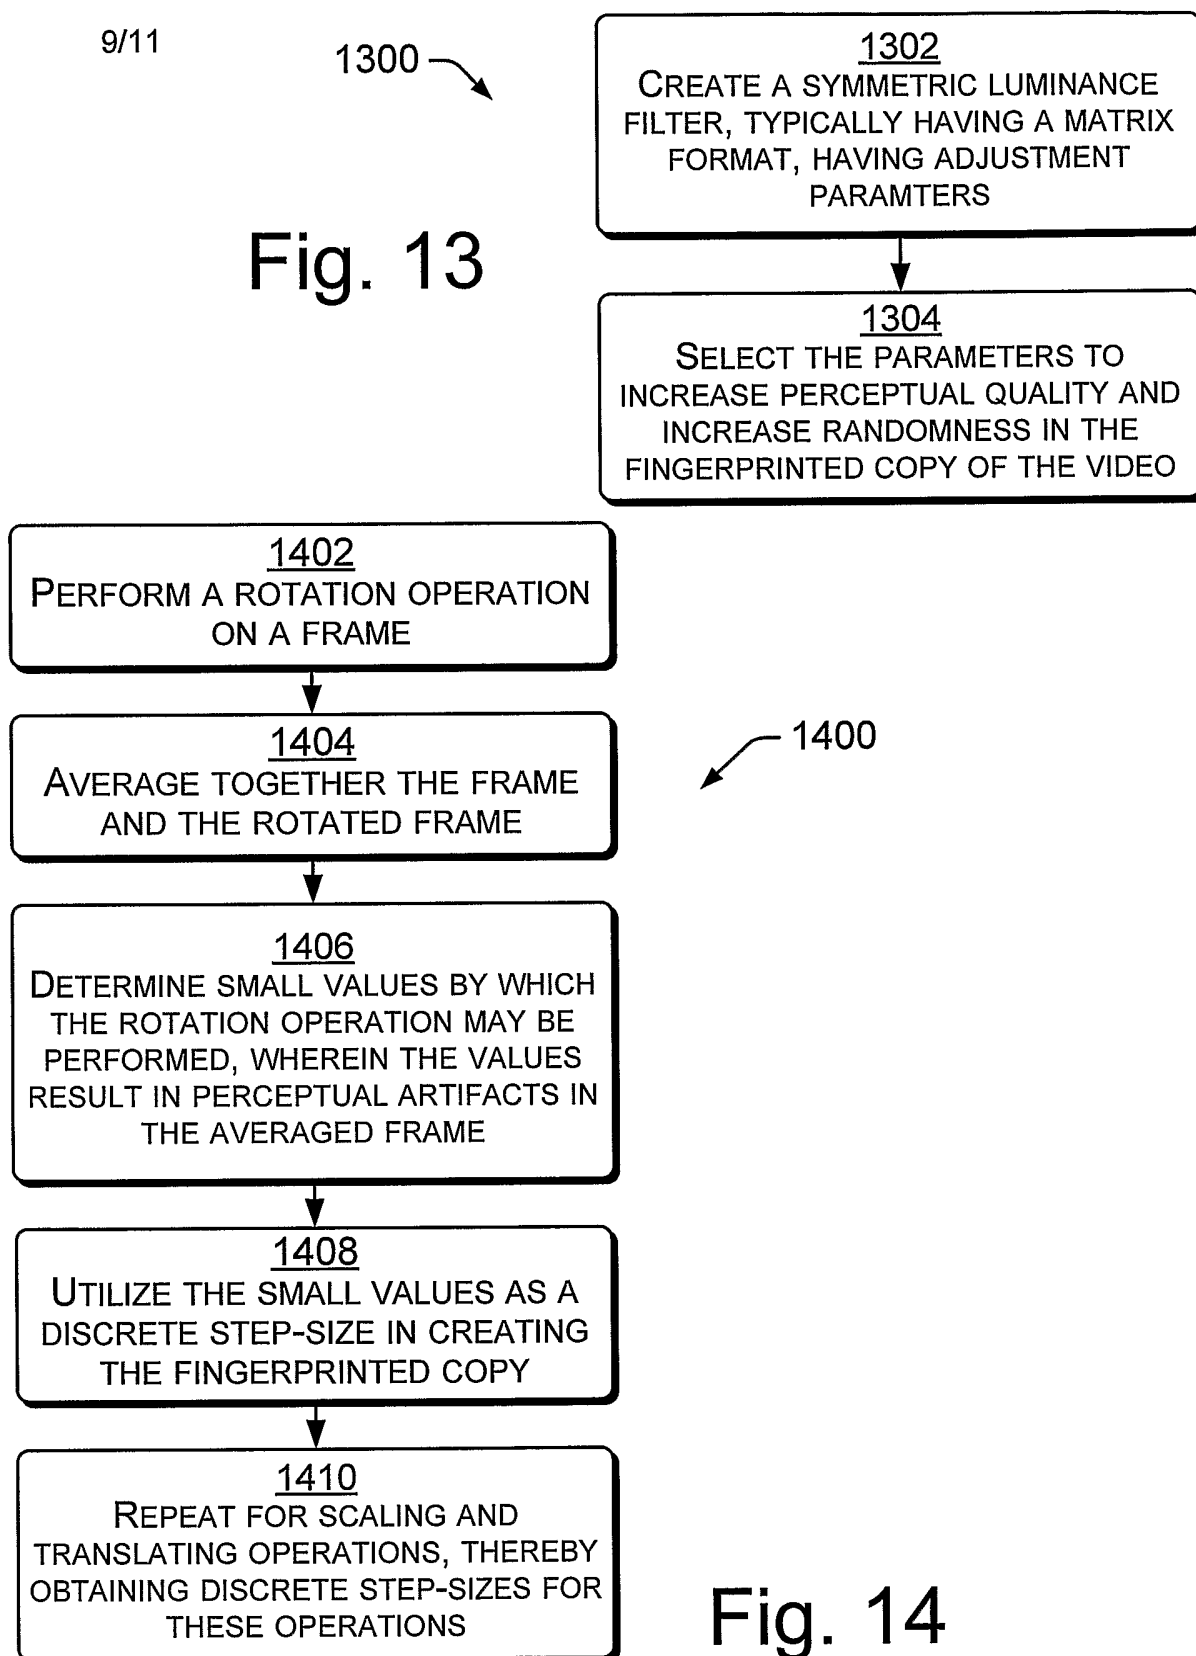 9/11
1300
1302
CREATE A SYMMETRIC LUMINANCE
FILTER, TYPICALLY HAVING A MATRIX
FORMAT, HAVING ADJUSTMENT
PARAMTERS
Fig. 13
1304
SELECT THE PARAMETERS TO
INCREASE PERCEPTUAL QUALITY AND
INCREASE RANDOMNESS IN THE
FINGERPRINTED COPY OF THE VIDEO
1402
PERFORM A ROTATION OPERATION
ON A FRAME
1404
AVERAGE TOGETHER THE FRAME
AND THE ROTATED FRAME
1400
1406
DETERMINE SMALL VALUES BY WHICH
THE ROTATION OPERATION MAY BE
PERFORMED, WHEREIN THE VALUES
RESULT IN PERCEPTUAL ARTIFACTS IN
THE AVERAGED FRAME
1408
UTILIZE THE SMALL VALUES AS A
DISCRETE STEP-SIZE IN CREATING
THE FINGERPRINTED COPY
1410
REPEAT FOR SCALING AND
TRANSLATING OPERATIONS, THEREBY
OBTAINING DISCRETE STEP-SIZES FOR
THESE OPERATIONS
Fig. 14